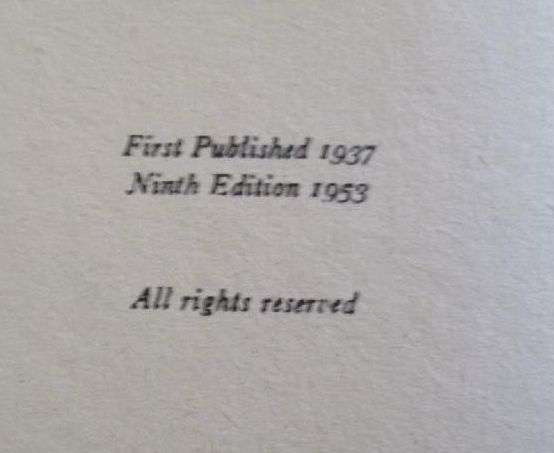 First Published 1937
Ninth Edition 1953
All rights reserved